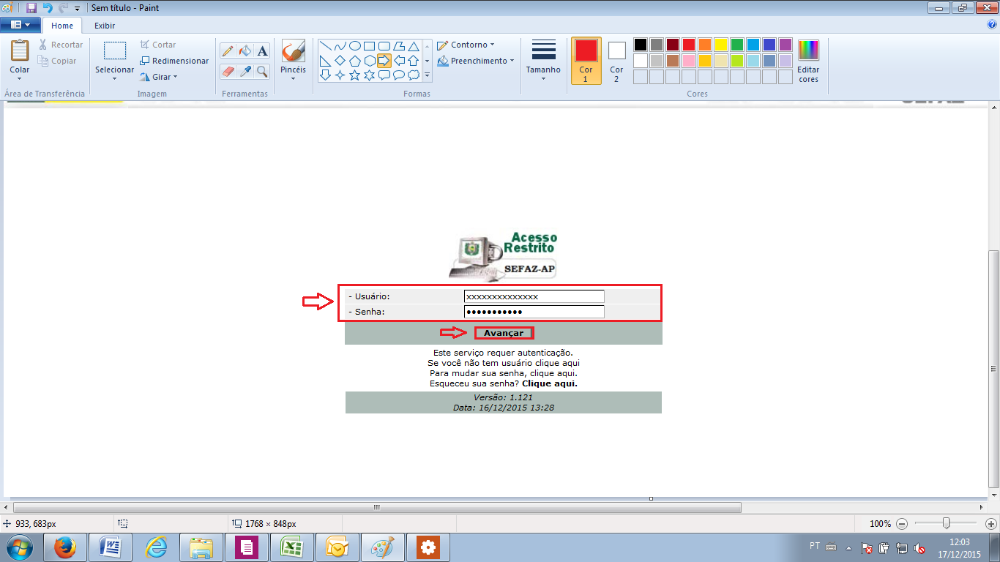 Sem título - Paint
Home
Exibir
Colar
Recortar
Copiar
Área de Transferência
Selecionar
Cortar
Redimensionar
Girar
Imagem
A
Ferramentas
Pincéis
Contorno
Preenchimento
Formas
Tamanho
Cor 1
Cor 2
Editar cores
Cores
Acesso
Restrito
SEFAZ-AP
- Usuário:
xxxxxxxxxxxxxx
- Senha:
•••••••••••
Avançar
Este serviço requer autenticação.
Se você não tem usuário clique aqui
Para mudar sua senha, clique aqui.
Esqueceu sua senha? Clique aqui.
Versão: 1.121
Data: 16/12/2015 13:28
933, 683px
1768 × 848px
100%
PT
12:03
17/12/2015